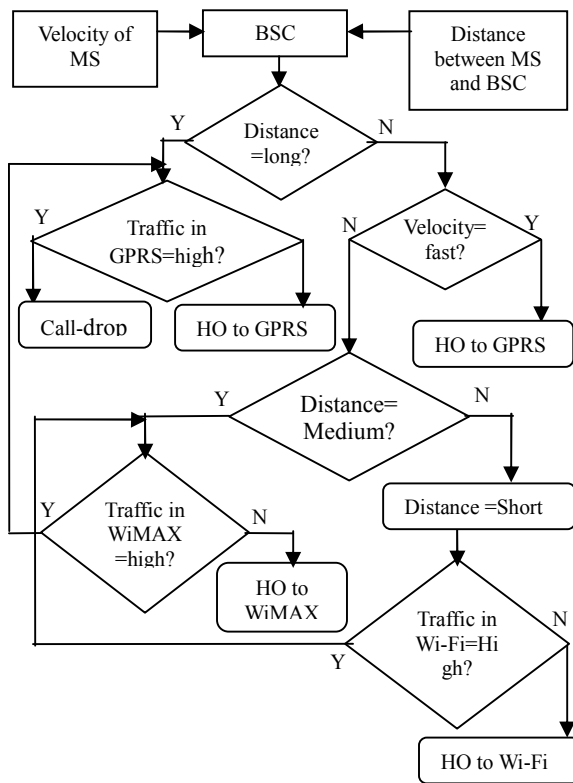 Velocity of
MS
BSC
Distance
between MS
and BSC
Y
Distance
=long?
N
Y
Traffic in
GPRS=high?
N
Velocity=
fast?
Y
Call-drop
HO to GPRS
HO to GPRS
Y
Distance=
Medium?
N
Y
Traffic in
WiMAX
=high?
N
Distance =Short
HO to
WiMAX
Traffic in
Wi-Fi=Hi
gh?
N
Y
HO to Wi-Fi